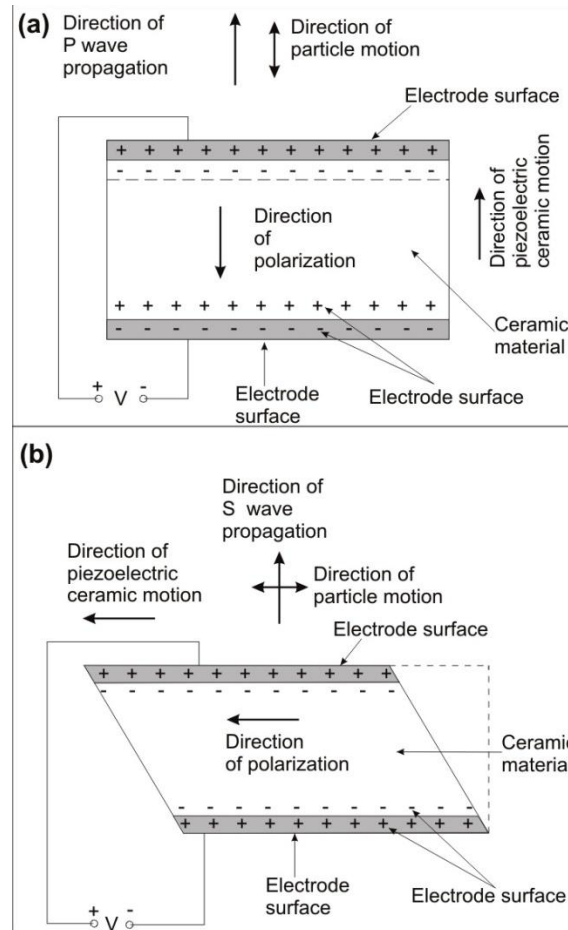 (a)
Direction of
P wave
propagation
Direction of
particle motion
Electrode surface
+ + + + + + + + + + + +
- - - - - - - - - - - -
Direction
of
polarization
Direction of
piezoelectric
ceramic motion
+ + + + + + + + + + + +
- - - - - - - - - - - -
Ceramic
material
Electrode
surface
Electrode surface
+ -
V
(b)
Direction of
S wave
propagation
Direction of
piezoelectric
ceramic motion
Direction of
particle motion
Electrode surface
+ + + + + + + + + + +
- - - - - - - - - - -
Direction
of polarization
Ceramic
material
- - - - - - - - - -
+ + + + + + + + + + +
Electrode
surface
Electrode surface
+ -
V